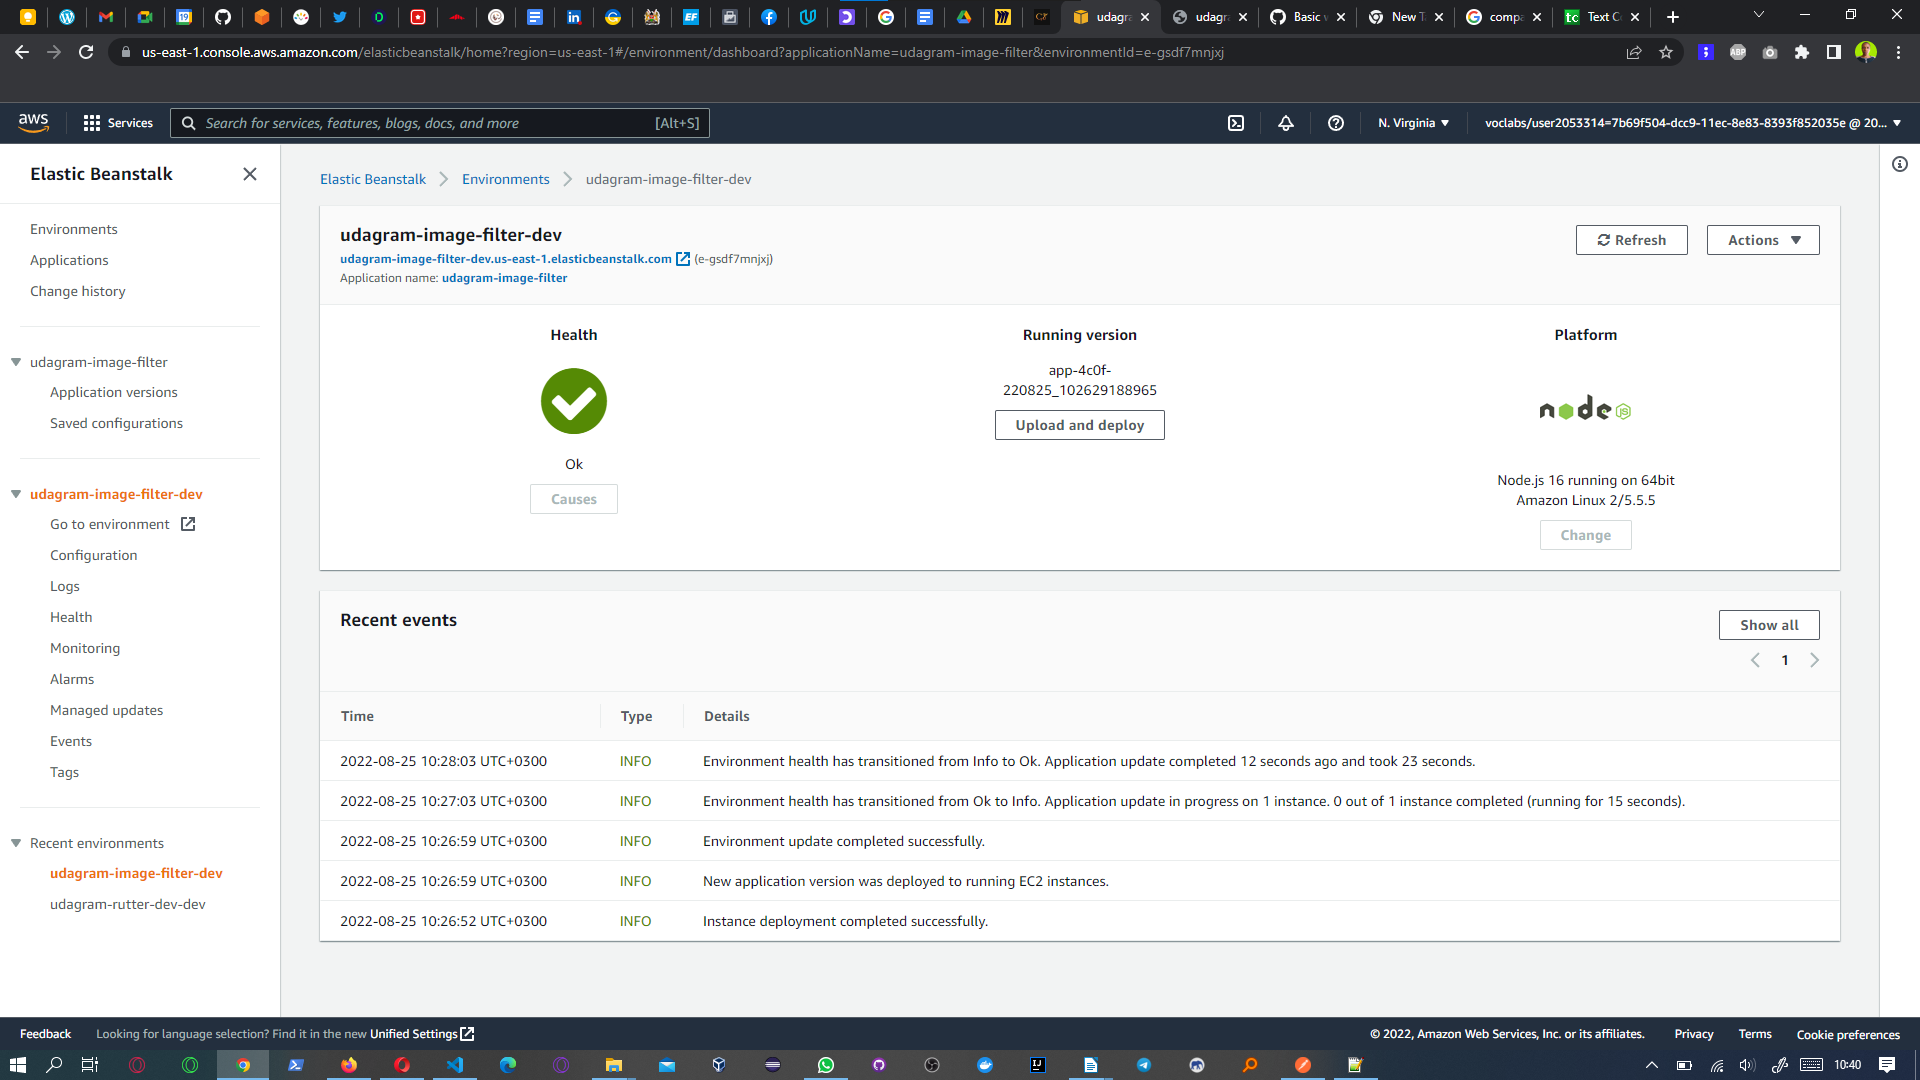 udagra
udagra
Basic w
New Ta
compa
Text Co
us-east-1.console.aws.amazon.com/elasticbeanstalk/home?region=us-east-1#/environment/dashboard?applicationName=udagram-image-filter&environmentId=e-gsdf7mnjxj
aws
Services
Search for services, features, blogs, docs, and more
[Alt+S]
N. Virginia
voclabs/user2053314=7b69f504-dcc9-11ec-8e83-8393f852035e @ 20...
Elastic Beanstalk
Environments
Applications
Change history
udagram-image-filter
Application versions
Saved configurations
udagram-image-filter-dev
Go to environment
Configuration
Logs
Health
Monitoring
Alarms
Managed updates
Events
Tags
Recent environments
udagram-image-filter-dev
udagram-rutter-dev-dev
Elastic Beanstalk
Environments
udagram-image-filter-dev
udagram-image-filter-dev
udagram-image-filter-dev.us-east-1.elasticbeanstalk.com (e-gsdf7mnjxj)
Application name: udagram-image-filter
Refresh
Actions
Health
Ok
Causes
Running version
app-4c0f-
220825_102629188965
Upload and deploy
Platform
node JS
Node.js 16 running on 64bit
Amazon Linux 2/5.5.5
Change
Recent events
Show all
1
Time Type Details
2022-08-25 10:28:03 UTC+0300 INFO Environment health has transitioned from Info to Ok. Application update completed 12 seconds ago and took 23 seconds.
2022-08-25 10:27:03 UTC+0300 INFO Environment health has transitioned from Ok to Info. Application update in progress on 1 instance. 0 out of 1 instance completed (running for 15 seconds).
2022-08-25 10:26:59 UTC+0300 INFO Environment update completed successfully.
2022-08-25 10:26:59 UTC+0300 INFO New application version was deployed to running EC2 instances.
2022-08-25 10:26:52 UTC+0300 INFO Instance deployment completed successfully.
Feedback
Looking for language selection? Find it in the new Unified Settings
© 2022, Amazon Web Services, Inc. or its affiliates.
Privacy
Terms
Cookie preferences
10:40